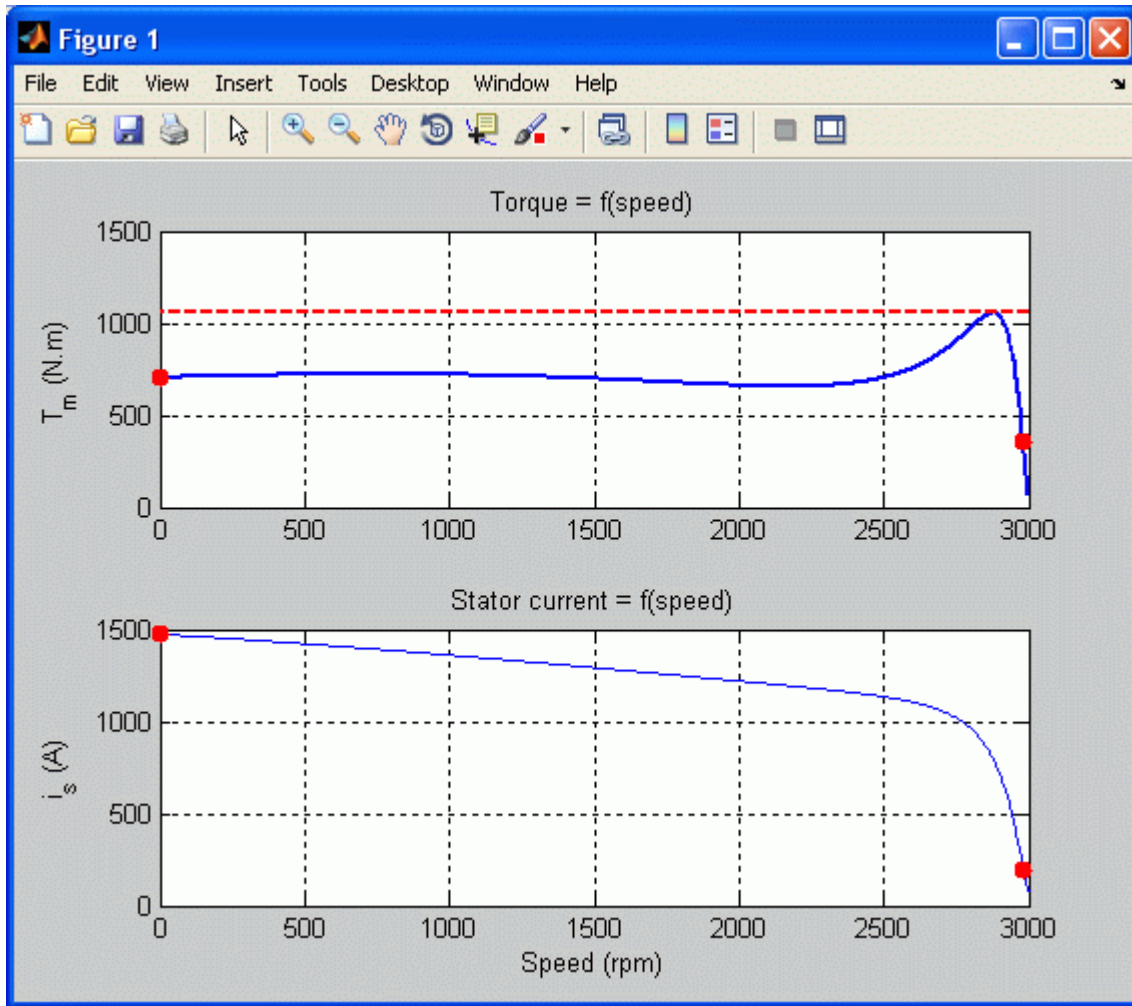 Figure 1
File Edit View Insert Tools Desktop Window Help
Torque = f(speed)
1500
1000
500
0
T_m (N.m)
0 500 1000 1500 2000 2500 3000
Stator current = f(speed)
1500
1000
500
0
i_s (A)
0 500 1000 1500 2000 2500 3000
Speed (rpm)